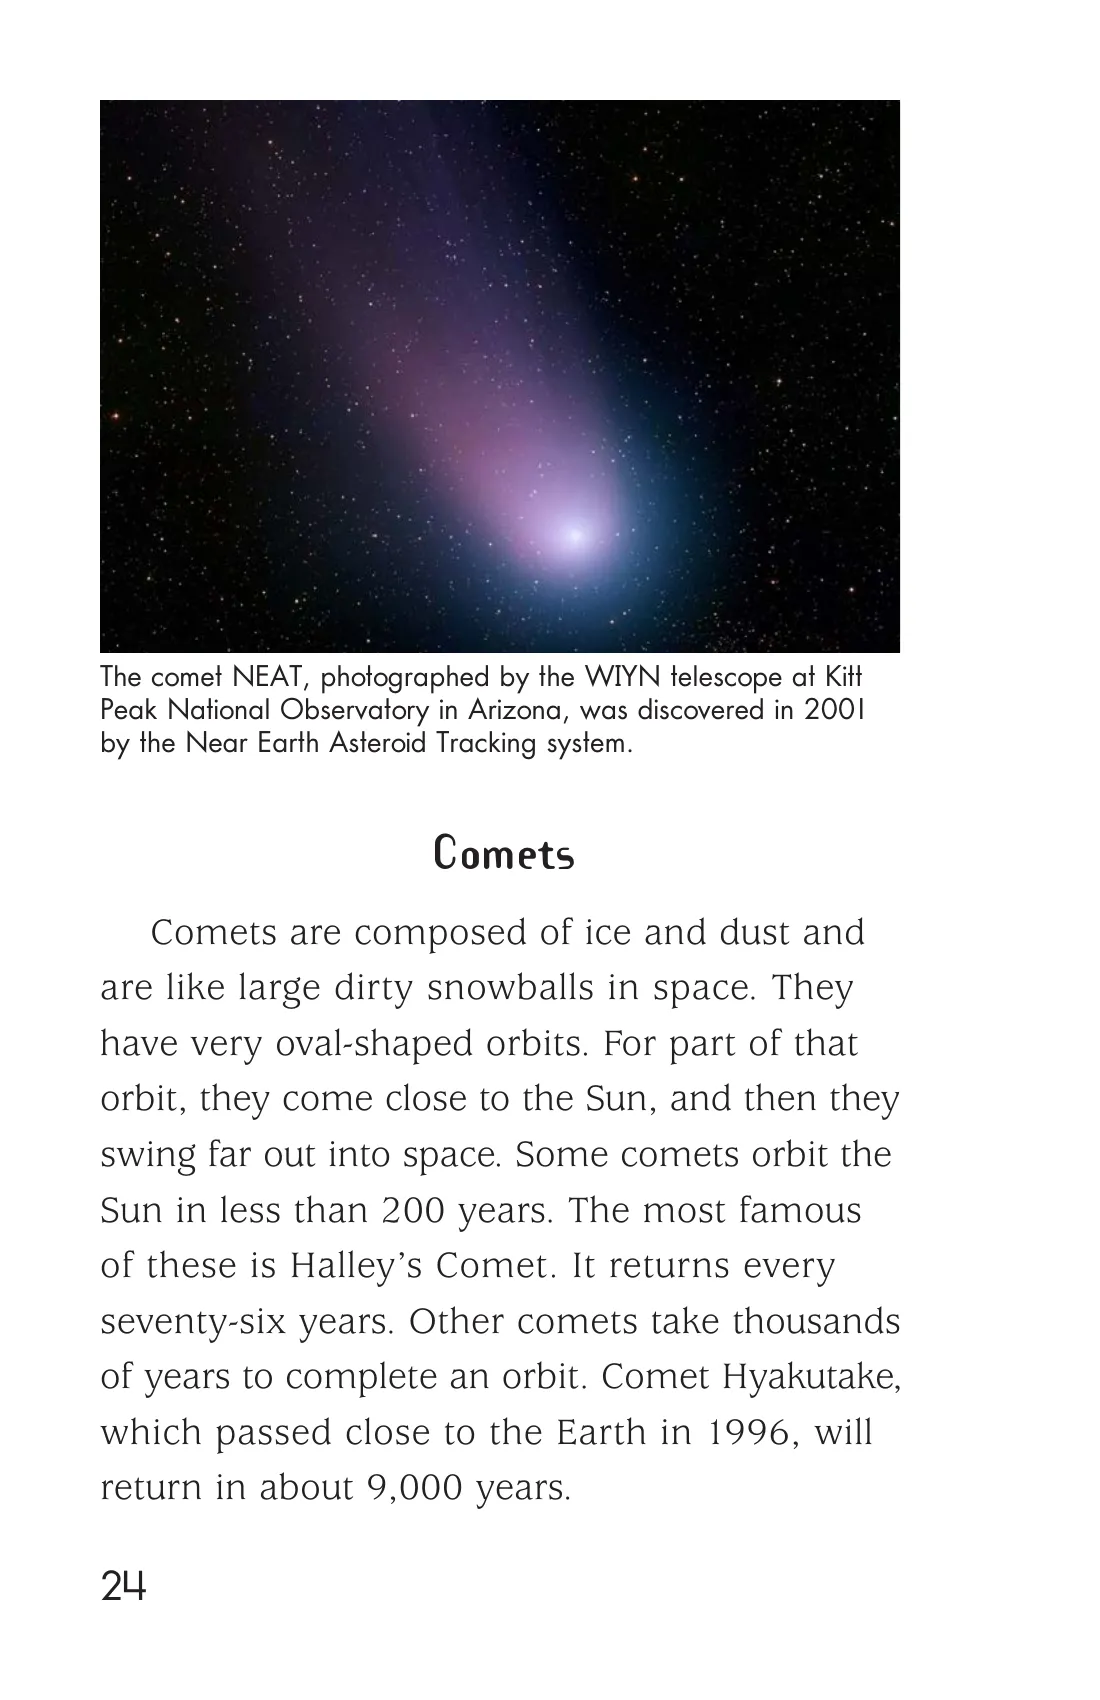 The comet NEAT, photographed by the WIYN telescope at Kitt
Peak National Observatory in Arizona, was discovered in 2001
by the Near Earth Asteroid Tracking system.
Comets
Comets are composed of ice and dust and
are like large dirty snowballs in space. They
have very oval-shaped orbits. For part of that
orbit, they come close to the Sun, and then they
swing far out into space. Some comets orbit the
Sun in less than 200 years. The most famous
of these is Halley’s Comet. It returns every
seventy-six years. Other comets take thousands
of years to complete an orbit. Comet Hyakutake,
which passed close to the Earth in 1996, will
return in about 9,000 years.
24